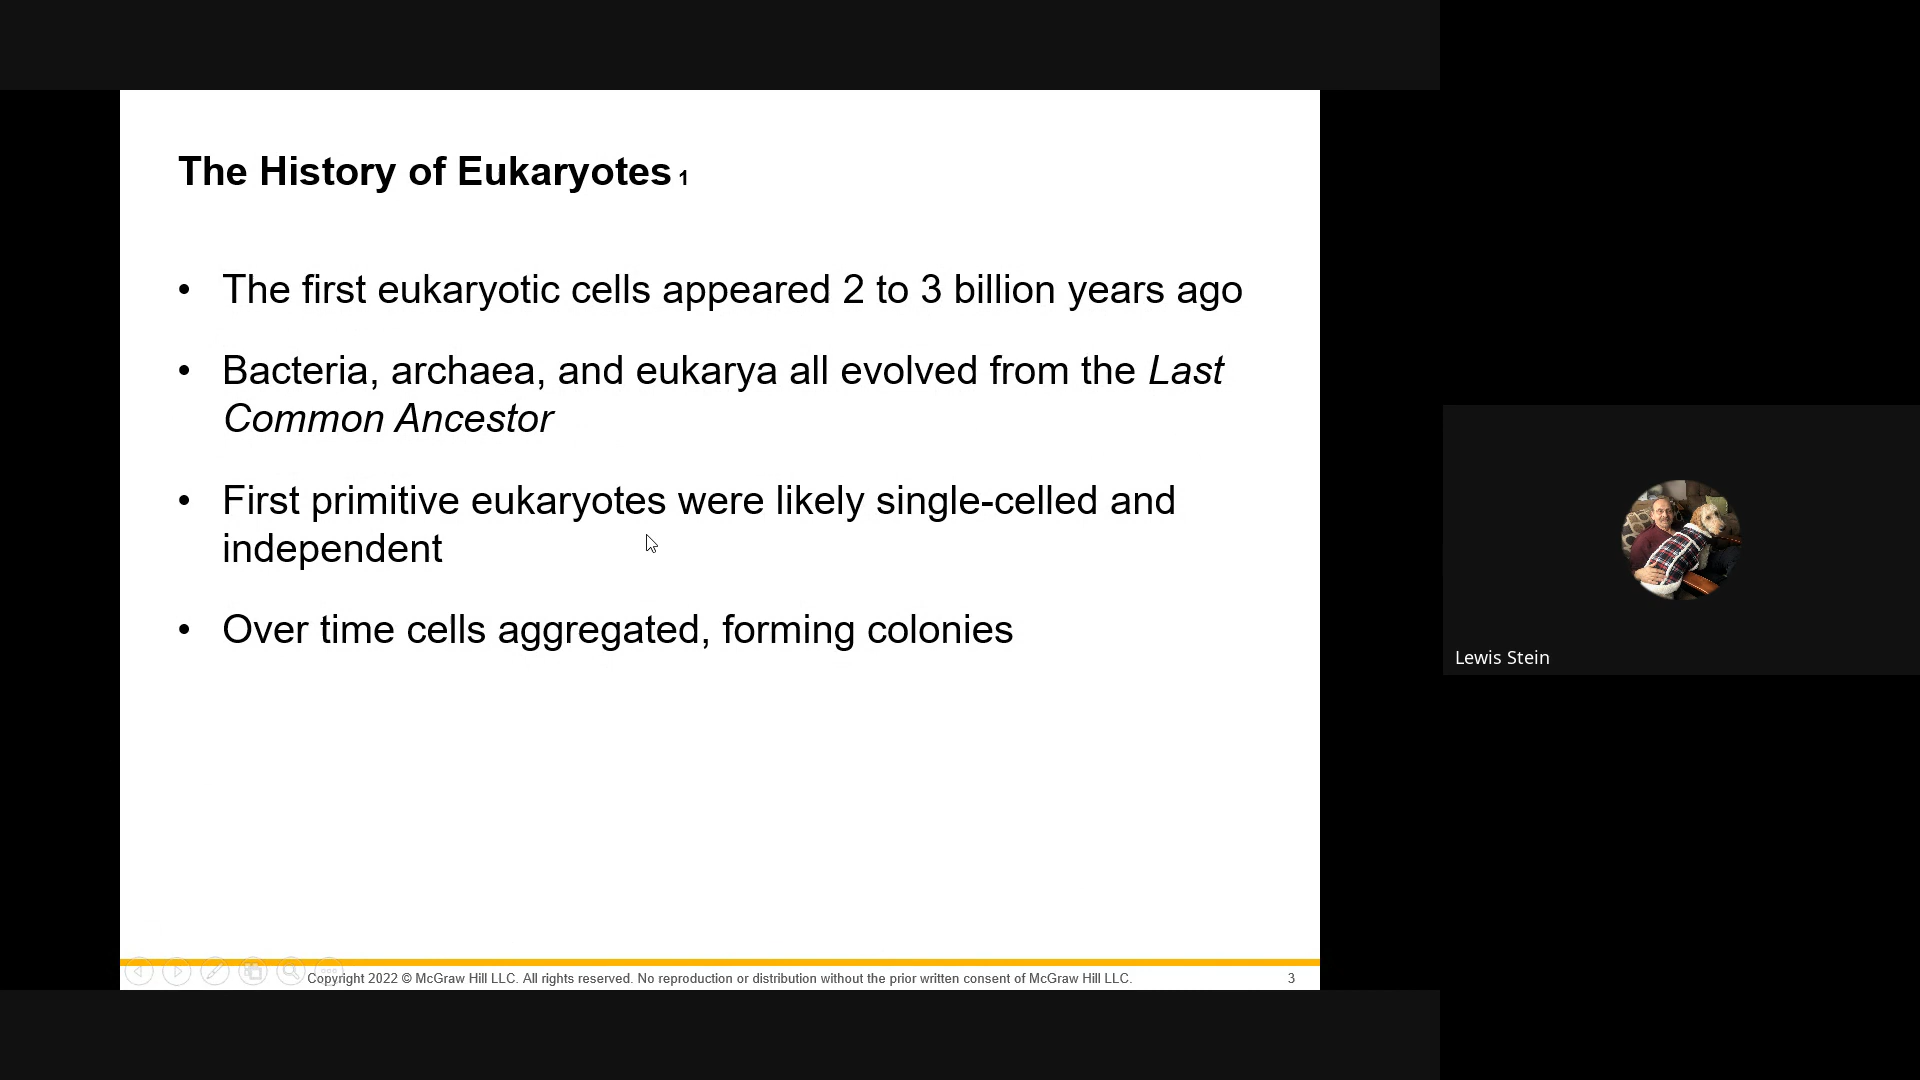 The History of Eukaryotes 1
• The first eukaryotic cells appeared 2 to 3 billion years ago
• Bacteria, archaea, and eukarya all evolved from the Last
Common Ancestor
• First primitive eukaryotes were likely single-celled and
independent
• Over time cells aggregated, forming colonies
Copyright 2022 © McGraw Hill LLC. All rights reserved. No reproduction or distribution without the prior written consent of McGraw Hill LLC.
3
Lewis Stein